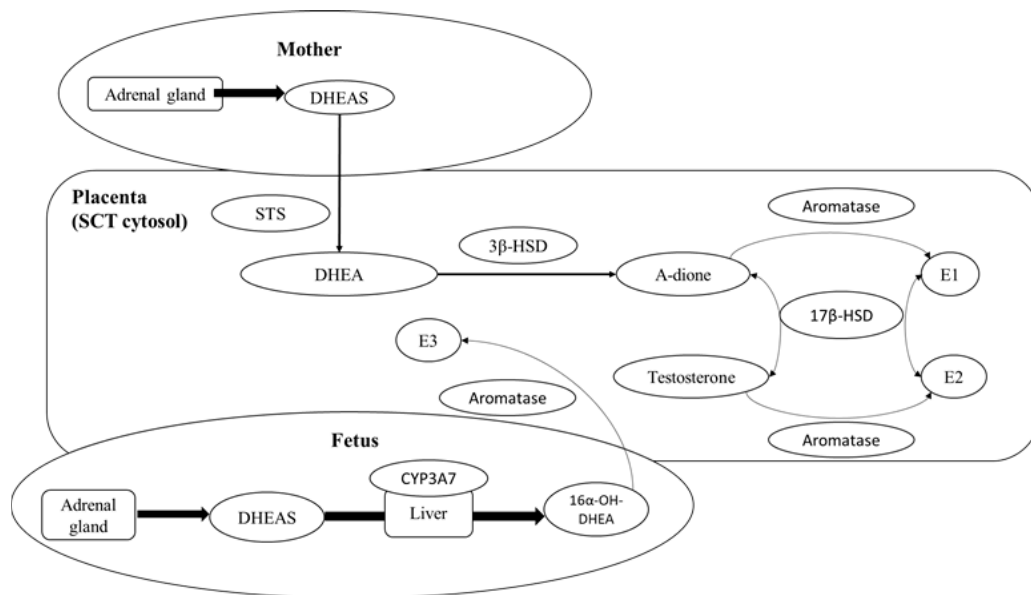 Mother
Adrenal gland
DHEAS
Placenta
(SCT cytosol)
STS
Aromatase
3β-HSD
DHEA
A-dione
E1
17β-HSD
E3
Testosterone
E2
Aromatase
Aromatase
Fetus
CYP3A7
Adrenal
gland
DHEAS
Liver
16α-OH-
DHEA